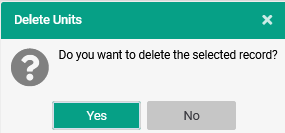 Delete Units
Do you want to delete the selected record?
Yes
No